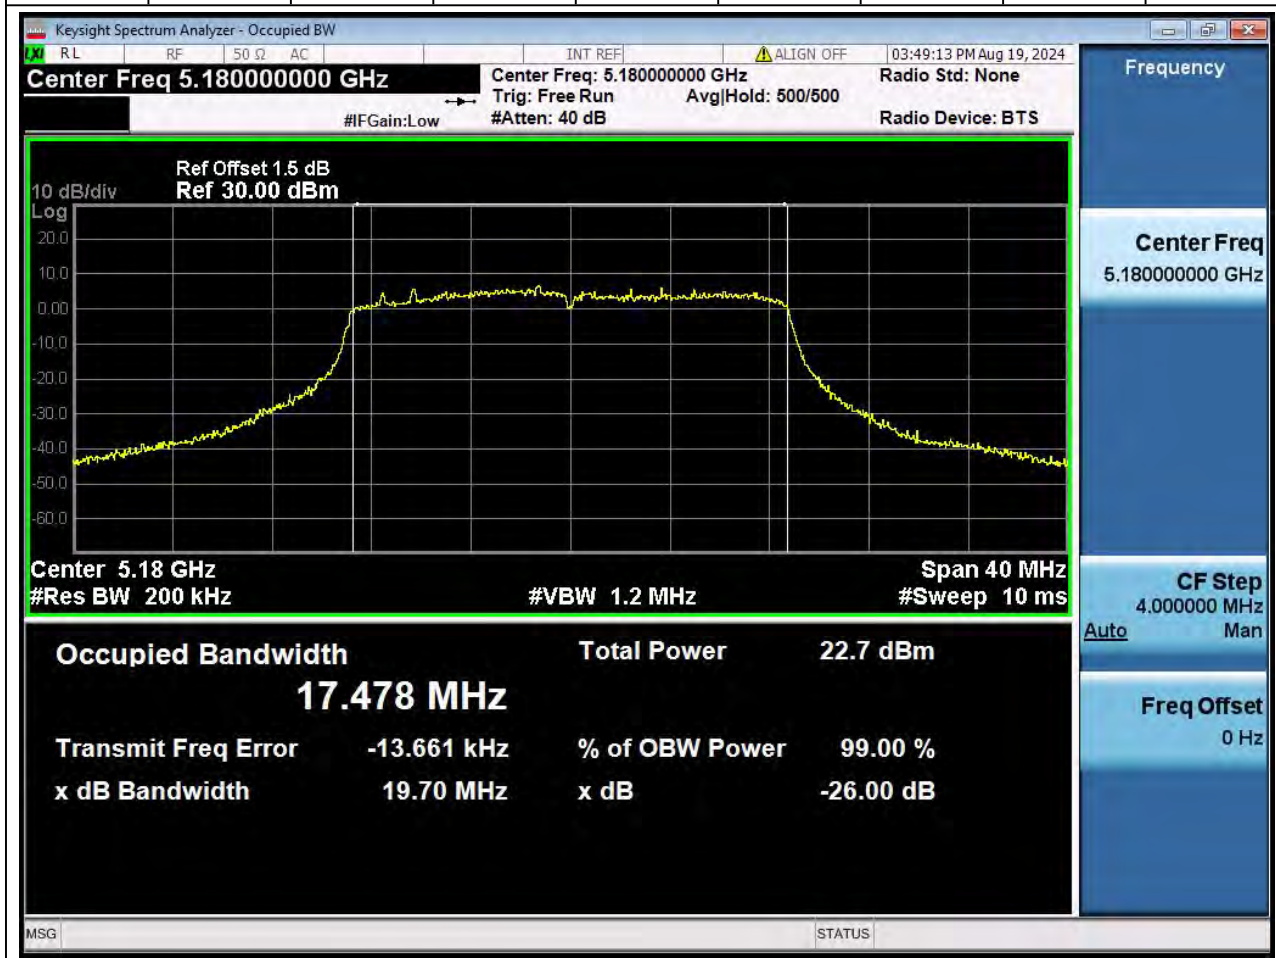 Keysight Spectrum Analyzer - Occupied BW
LXI RL RF 50 Ω AC INT REF ALIGN OFF 03:49:13 PM Aug 19, 2024
Center Freq 5.180000000 GHz
Center Freq: 5.180000000 GHz
Radio Std: None
Trig: Free Run Avg|Hold: 500/500
#IFGain:Low
#Atten: 40 dB
Radio Device: BTS
Ref Offset 1.5 dB
10 dB/div Ref 30.00 dBm
Log
20.0
10.0
0.00
-10.0
-20.0
-30.0
-40.0
-50.0
-60.0
Center 5.18 GHz Span 40 MHz
#Res BW 200 kHz #VBW 1.2 MHz #Sweep 10 ms
Occupied Bandwidth Total Power 22.7 dBm
17.478 MHz
Transmit Freq Error -13.661 kHz % of OBW Power 99.00 %
x dB Bandwidth 19.70 MHz x dB -26.00 dB
Frequency
Center Freq
5.180000000 GHz
CF Step
4.000000 MHz
Auto Man
Freq Offset
0 Hz
MSG STATUS